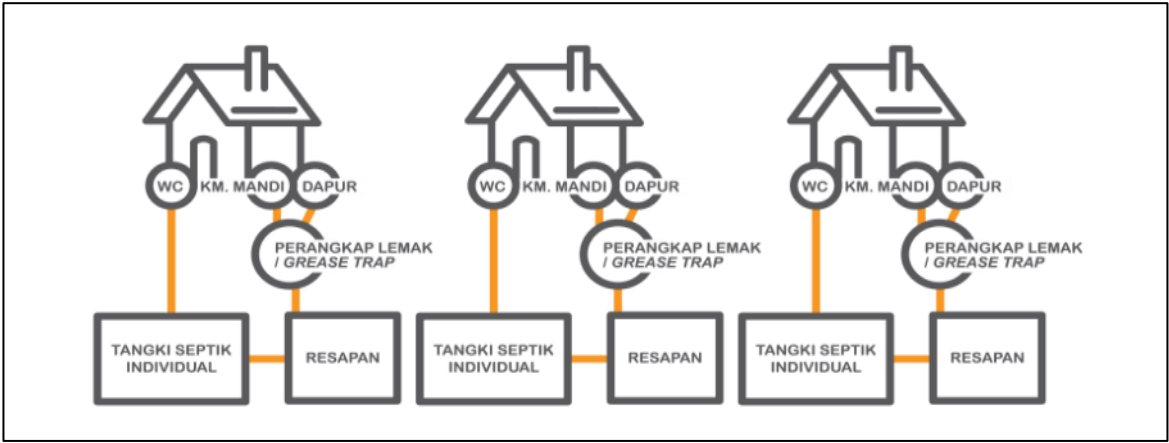 WC KM. MANDI DAPUR
PERANGKAP LEMAK
/ GREASE TRAP
TANGKI SEPTIK
INDIVIDUAL
RESAPAN
WC KM. MANDI DAPUR
PERANGKAP LEMAK
/ GREASE TRAP
TANGKI SEPTIK
INDIVIDUAL
RESAPAN
WC KM. MANDI DAPUR
PERANGKAP LEMAK
/ GREASE TRAP
TANGKI SEPTIK
INDIVIDUAL
RESAPAN